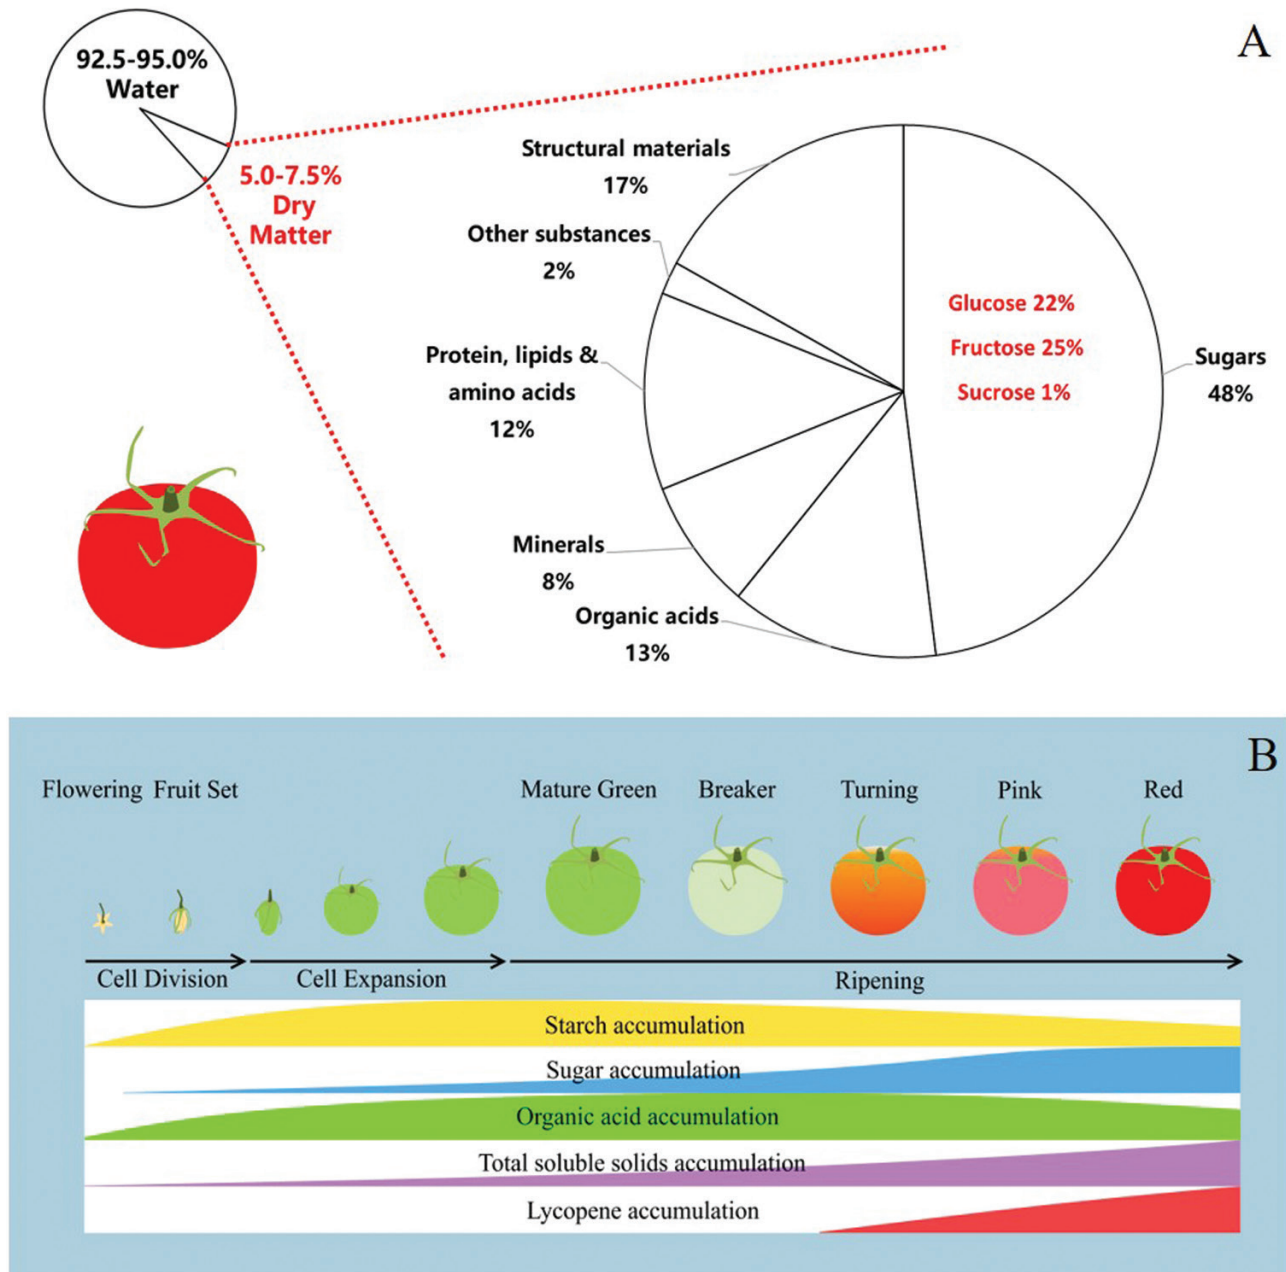 A
92.5-95.0%
Water
5.0-7.5%
Dry
Matter
Structural materials
17%
Other substances
2%
Protein, lipids &
amino acids
12%
Minerals
8%
Organic acids
13%
Glucose 22%
Fructose 25%
Sucrose 1%
Sugars
48%
B
Flowering Fruit Set Mature Green Breaker Turning Pink Red
Cell Division Cell Expansion Ripening
Starch accumulation
Sugar accumulation
Organic acid accumulation
Total soluble solids accumulation
Lycopene accumulation